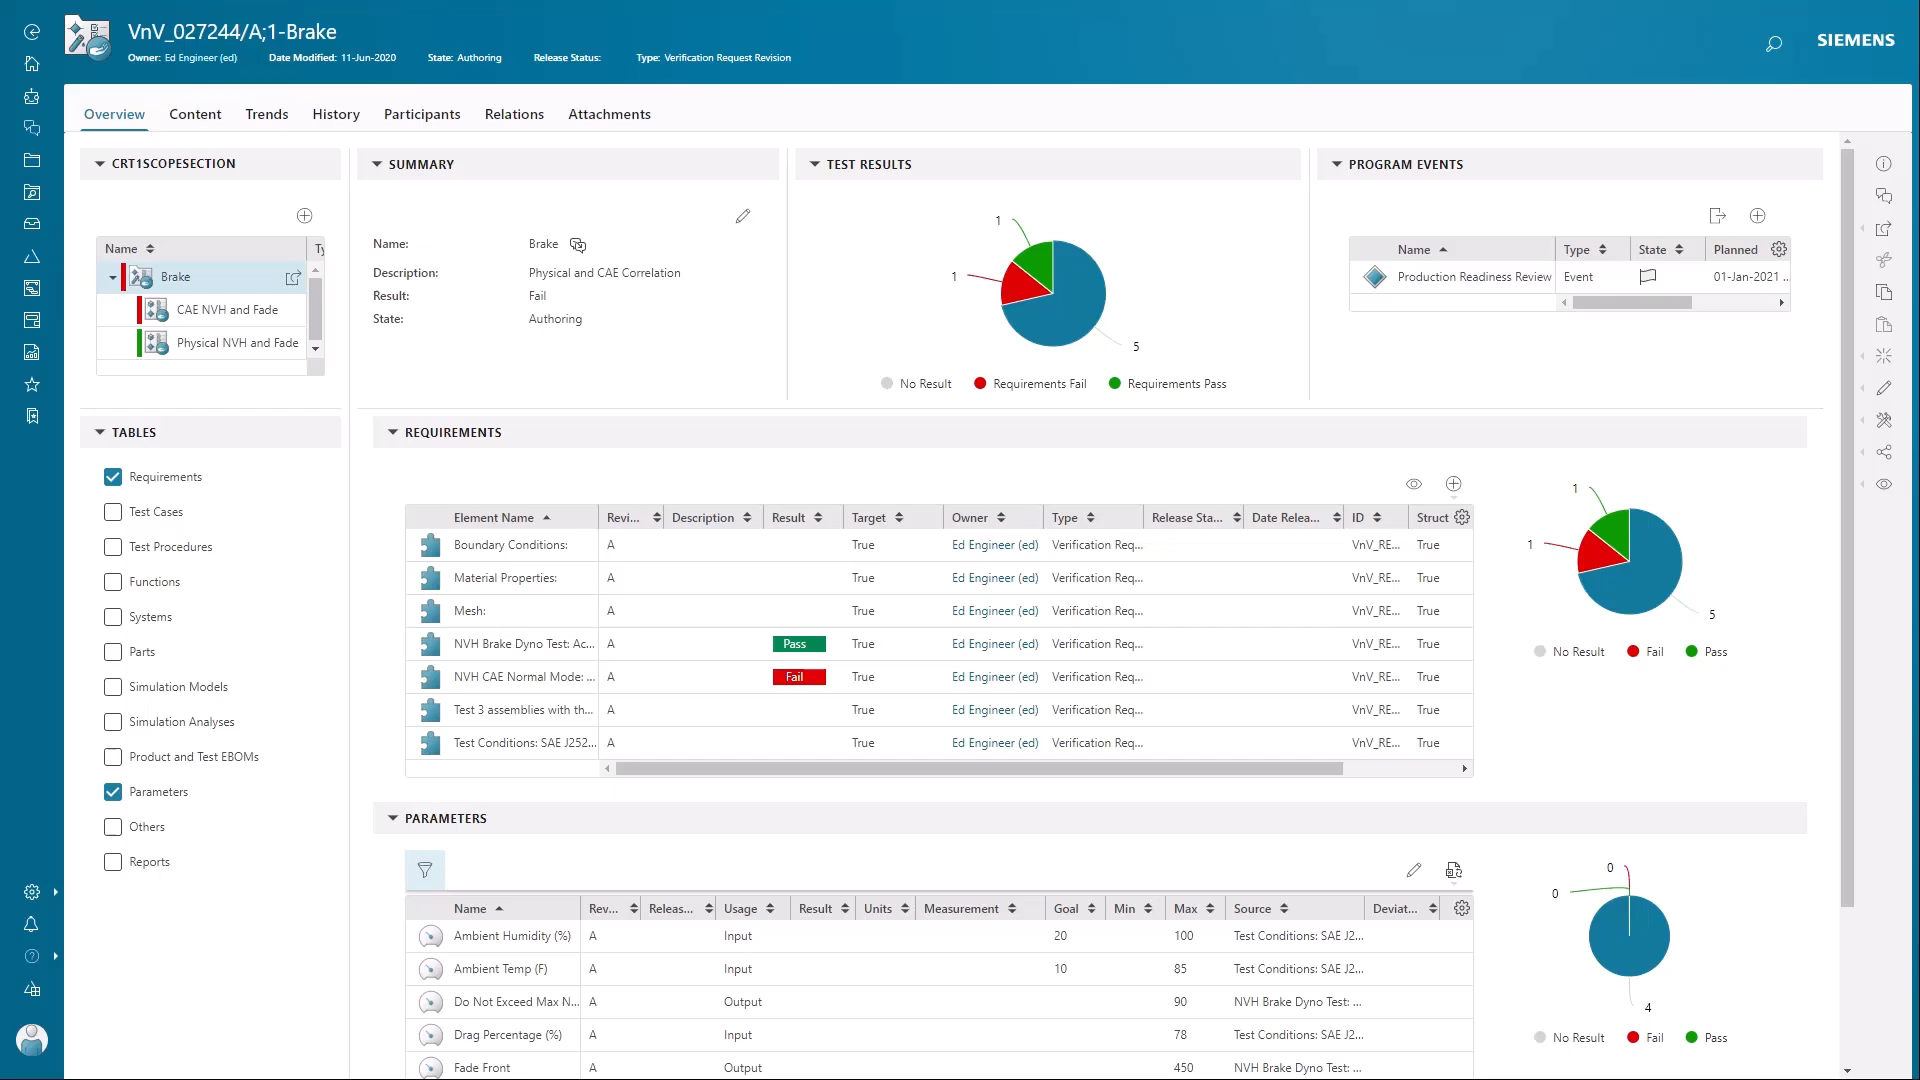 VnV_027244/A;1-Brake
Owner: Ed Engineer (ed) Date Modified: 11-Jun-2020 State: Authoring Release Status: Type: Verification Request Revision
SIEMENS
Overview Content Trends History Participants Relations Attachments
CRT1SCOPESECTION
Name Ty
Brake
CAE NVH and Fade
Physical NVH and Fade
SUMMARY
Name: Brake
Description: Physical and CAE Correlation
Result: Fail
State: Authoring
TEST RESULTS
1
1
5
No Result Requirements Fail Requirements Pass
PROGRAM EVENTS
Name Type State Planned
Production Readiness Review Event 01-Jan-2021 ..
TABLES
Requirements
Test Cases
Test Procedures
Functions
Systems
Parts
Simulation Models
Simulation Analyses
Product and Test EBOMs
Parameters
Others
Reports
REQUIREMENTS
Element Name Revi... Description Result Target Owner Type Release Sta... Date Relea... ID Struct
Boundary Conditions: A True Ed Engineer (ed) Verification Req... VnV_RE... True
Material Properties: A True Ed Engineer (ed) Verification Req... VnV_RE... True
Mesh: A True Ed Engineer (ed) Verification Req... VnV_RE... True
NVH Brake Dyno Test: Ac... A Pass True Ed Engineer (ed) Verification Req... VnV_RE... True
NVH CAE Normal Mode: ... A Fail True Ed Engineer (ed) Verification Req... VnV_RE... True
Test 3 assemblies with th... A True Ed Engineer (ed) Verification Req... VnV_RE... True
Test Conditions: SAE J252... A True Ed Engineer (ed) Verification Req... VnV_RE... True
1
1
5
No Result Fail Pass
PARAMETERS
Name Rev... Releas... Usage Result Units Measurement Goal Min Max Source Deviat...
Ambient Humidity (%) A Input 20 100 Test Conditions: SAE J2...
Ambient Temp (F) A Input 10 85 Test Conditions: SAE J2...
Do Not Exceed Max N... A Output 90 NVH Brake Dyno Test: ...
Drag Percentage (%) A Input 78 Test Conditions: SAE J2...
Fade Front A Output 450 NVH Brake Dyno Test: ...
0
0
4
No Result Fail Pass